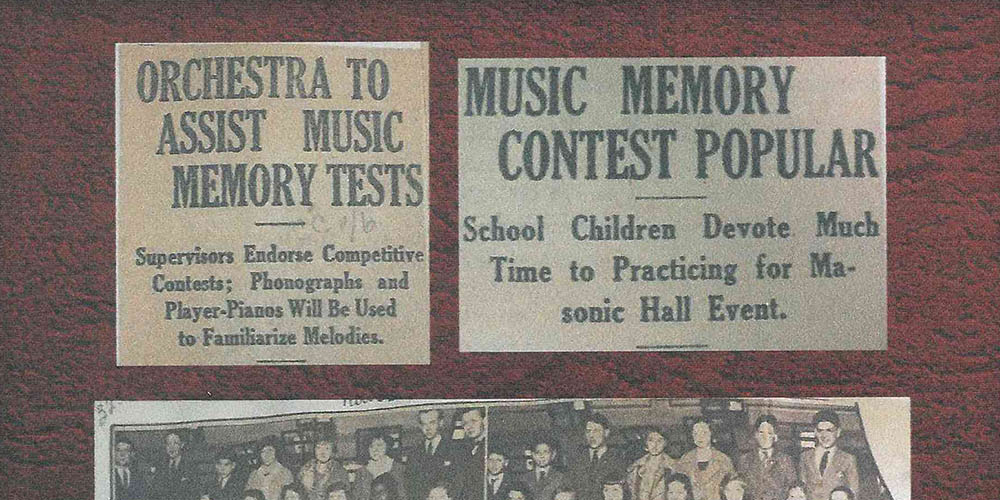 ORCHESTRA TO
ASSIST MUSIC
MEMORY TESTS
Supervisors Endorse Competitive
Contests; Phonographs and
Player-Pianos Will Be Used
to Familiarize Melodies.
MUSIC MEMORY
CONTEST POPULAR
School Children Devote Much
Time to Practicing for Ma-
sonic Hall Event.